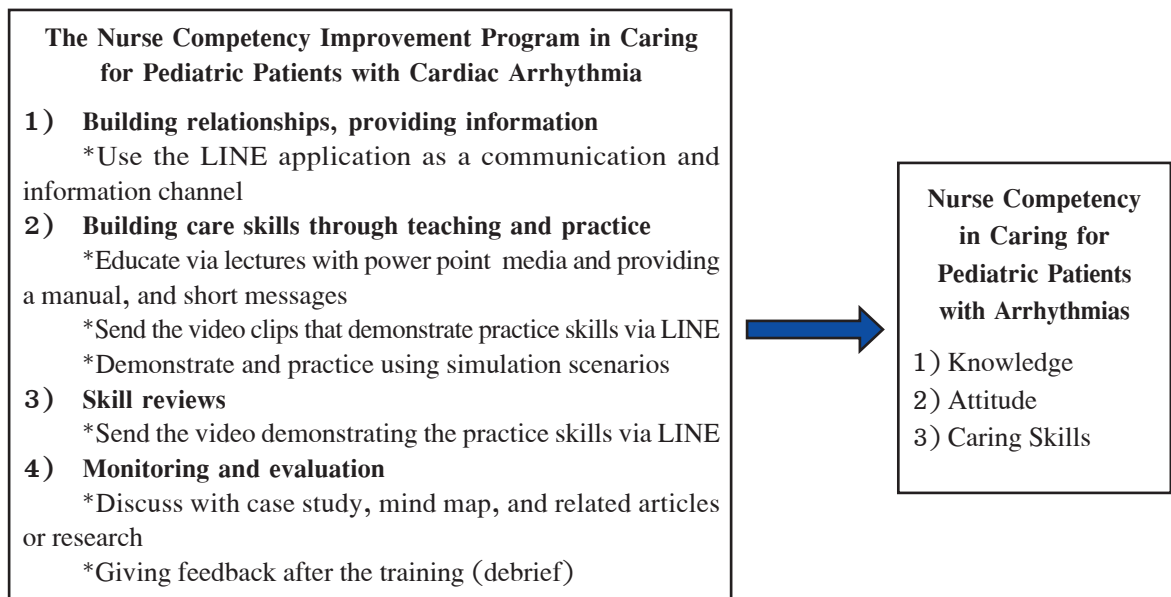 The Nurse Competency Improvement Program in Caring
for Pediatric Patients with Cardiac Arrhythmia
1) Building relationships, providing information
*Use the LINE application as a communication and
information channel
2) Building care skills through teaching and practice
*Educate via lectures with power point media and providing
a manual, and short messages
*Send the video clips that demonstrate practice skills via LINE
*Demonstrate and practice using simulation scenarios
3) Skill reviews
*Send the video demonstrating the practice skills via LINE
4) Monitoring and evaluation
*Discuss with case study, mind map, and related articles
or research
*Giving feedback after the training (debrief)
Nurse Competency
in Caring for
Pediatric Patients
with Arrhythmias
1) Knowledge
2) Attitude
3) Caring Skills